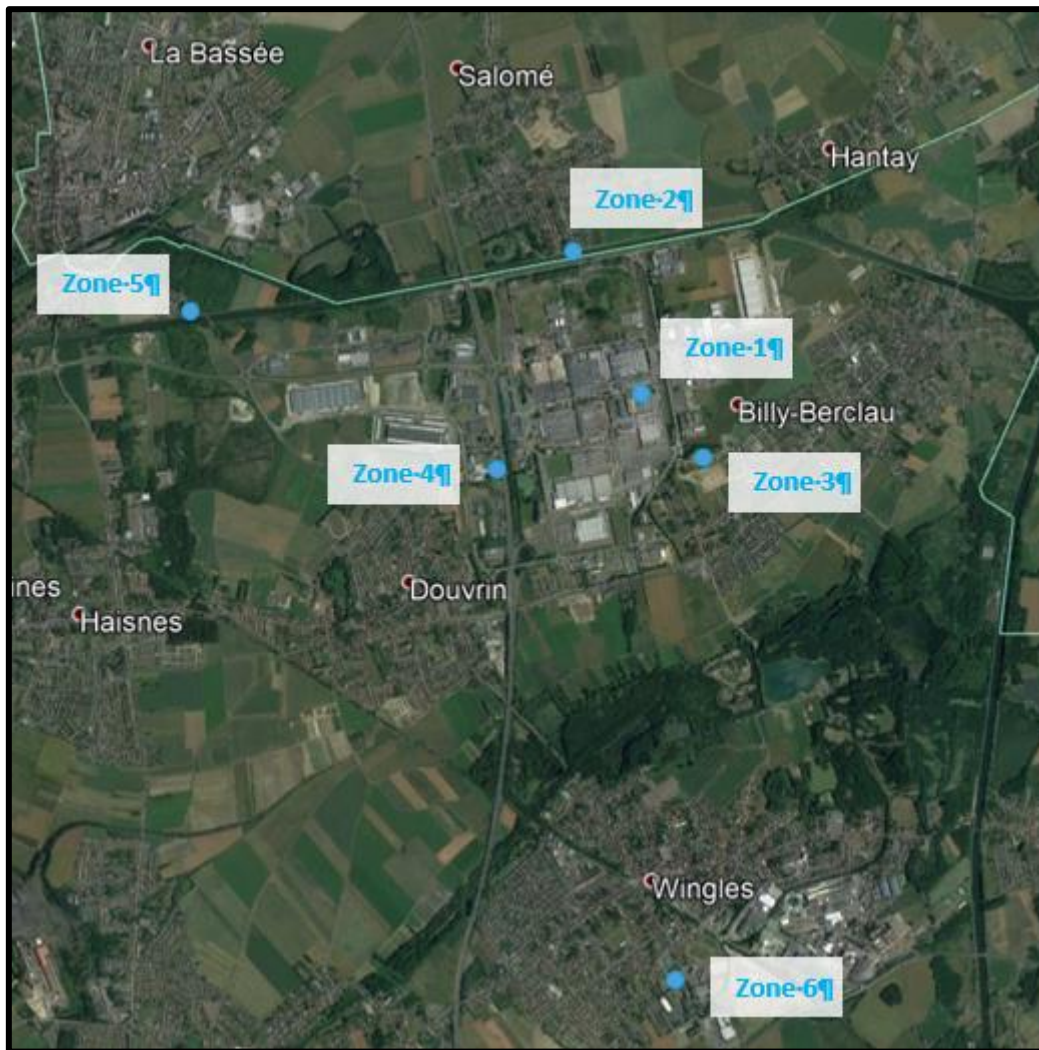 La Bassée
Salomé
Hantay
Zone·2¶
Zone·5¶
Zone·1¶
Billy-Berclau
Zone·4¶
Zone·3¶
ines
Douvrin
Haisnes
Wingles
Zone·6¶